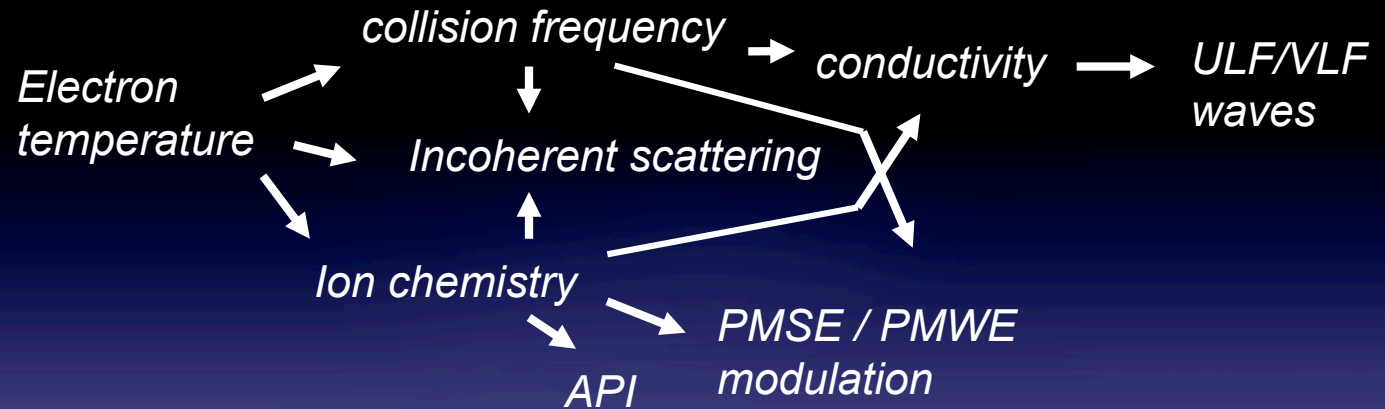 collision frequency
conductivity
ULF/VLF
waves
Electron
temperature
Incoherent scattering
Ion chemistry
PMSE / PMWE
modulation
API